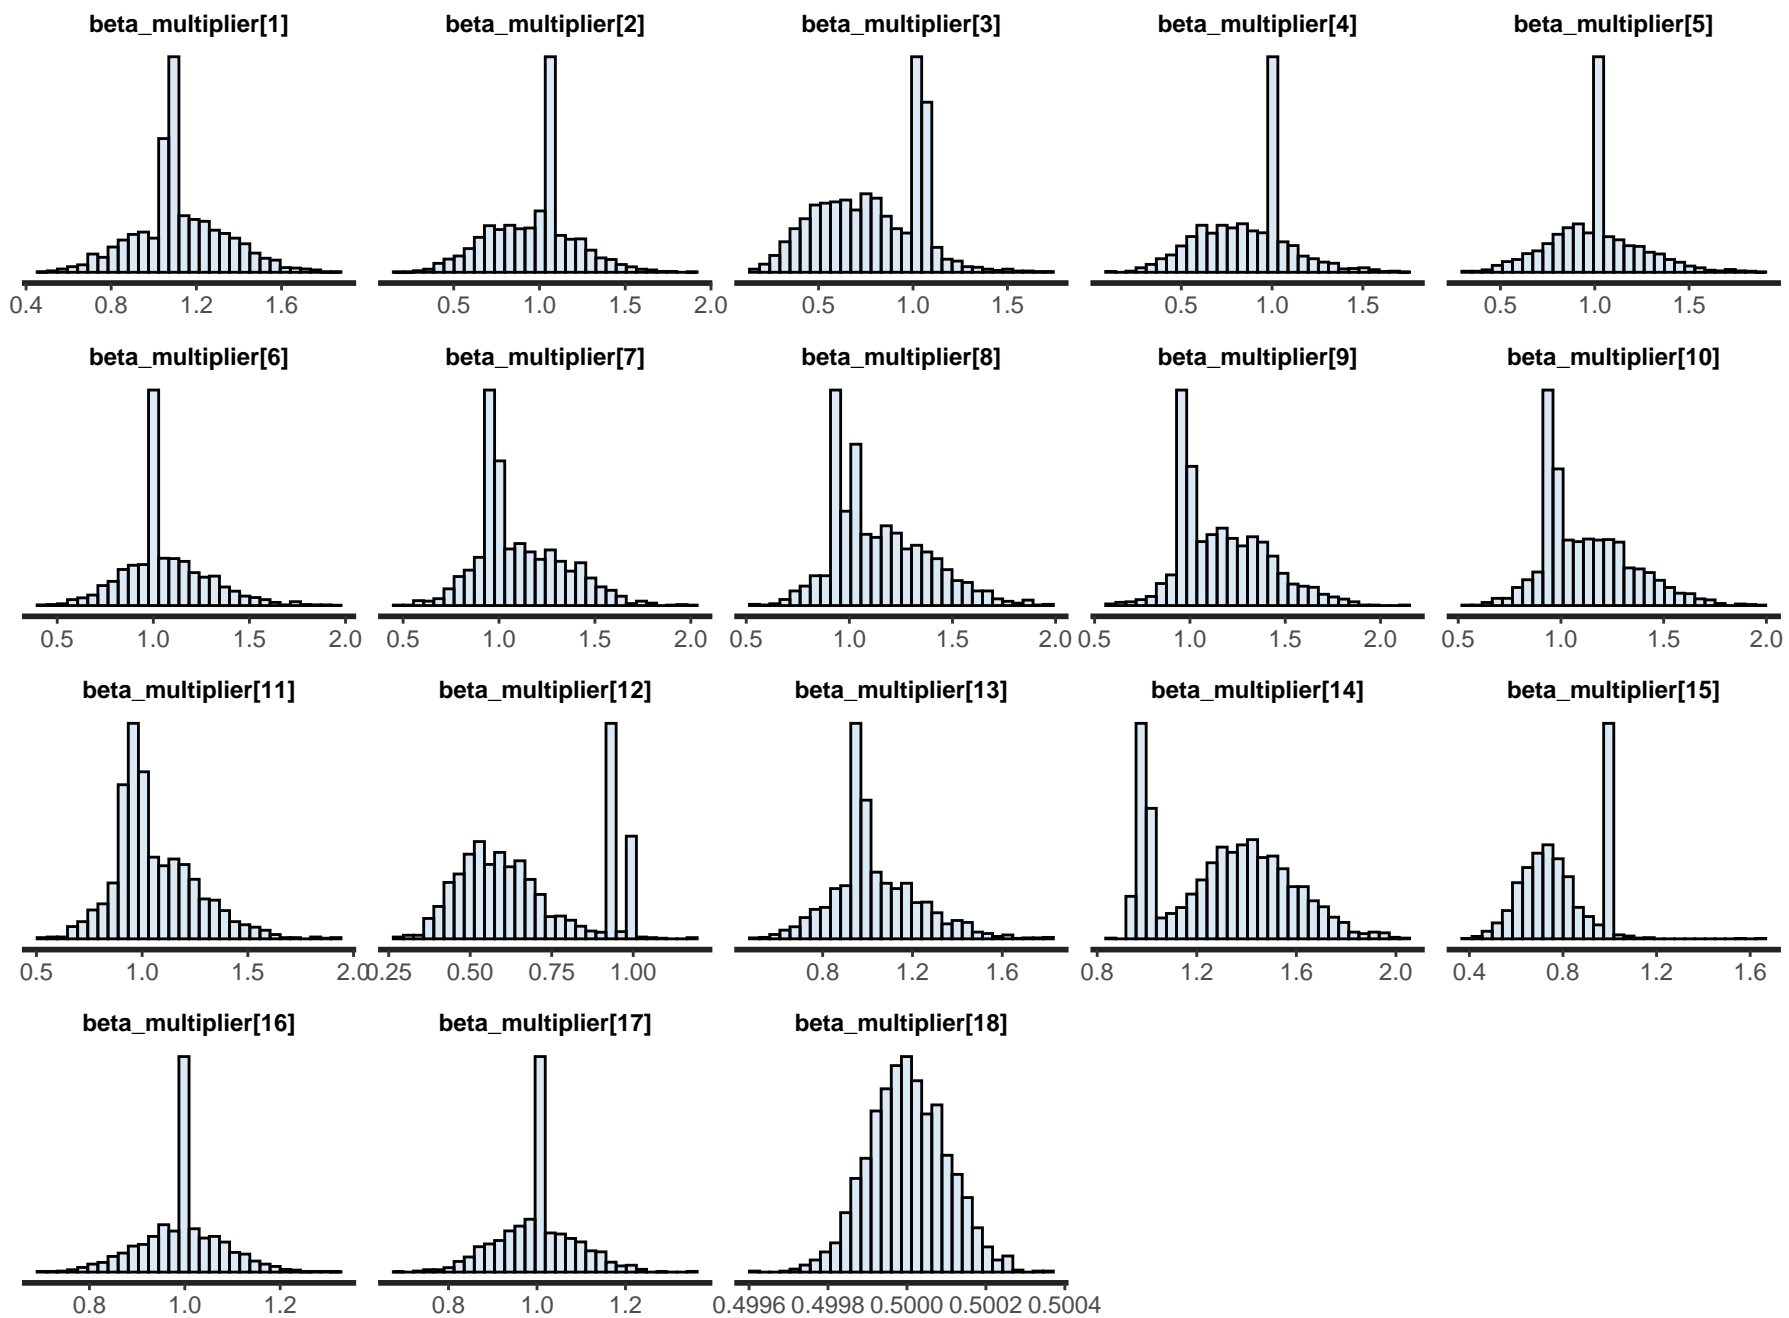 beta_multiplier[1] beta_multiplier[2] beta_multiplier[3] beta_multiplier[4] beta_multiplier[5]
0.4 0.8 1.2 1.6 0.5 1.0 1.5 2.0 0.5 1.0 1.5 0.5 1.0 1.5 0.5 1.0 1.5
beta_multiplier[6] beta_multiplier[7] beta_multiplier[8] beta_multiplier[9] beta_multiplier[10]
0.5 1.0 1.5 2.0 0.5 1.0 1.5 2.0 0.5 1.0 1.5 2.0 0.5 1.0 1.5 2.0 0.5 1.0 1.5 2.0
beta_multiplier[11] beta_multiplier[12] beta_multiplier[13] beta_multiplier[14] beta_multiplier[15]
0.5 1.0 1.5 2.0 0.25 0.50 0.75 1.00 0.8 1.2 1.6 0.8 1.2 1.6 2.0 0.4 0.8 1.2 1.6
beta_multiplier[16] beta_multiplier[17] beta_multiplier[18]
0.8 1.0 1.2 0.8 1.0 1.2 0.4996 0.4998 0.5000 0.5002 0.5004